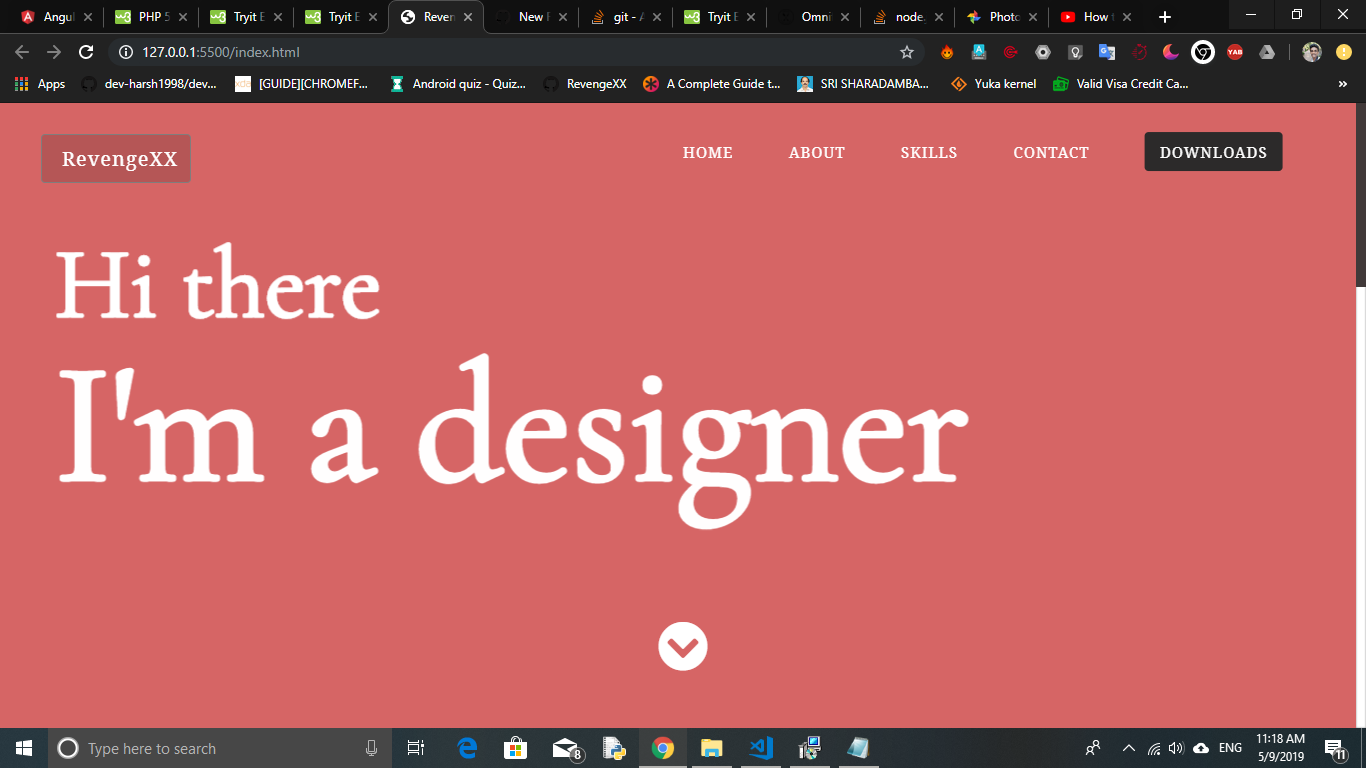 Angul
PHP 5
Tryit E
Tryit E
Reven
New
git - A
Tryit E
Omni
node.
Photo
How
127.0.0.1:5500/index.html
YAB
Apps
dev-harsh1998/dev...
[GUIDE][CHROMEF...
Android quiz - Quiz...
RevengeXX
A Complete Guide t...
SRI SHARADAMBA...
Yuka kernel
Valid Visa Credit Ca...
»
RevengeXX
HOME
ABOUT
SKILLS
CONTACT
DOWNLOADS
Hi there
I'm a designer
Type here to search
8
ENG
11:18 AM
5/9/2019
11